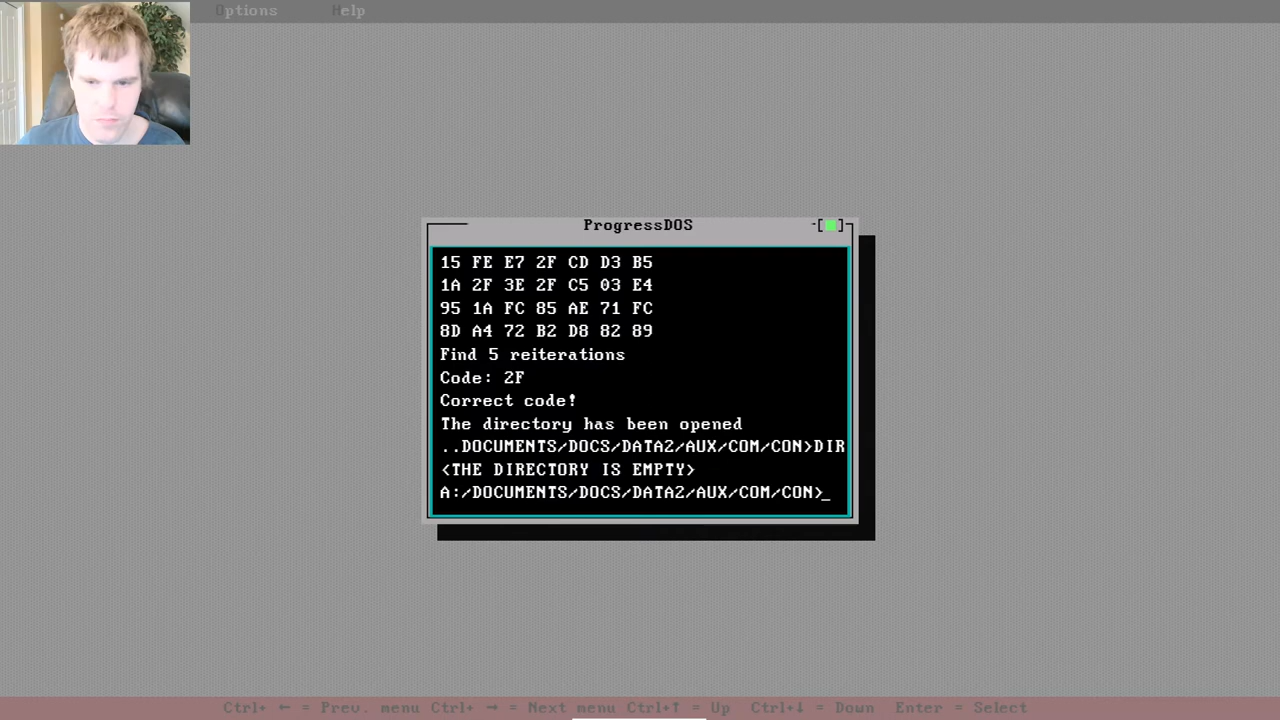 Options Help
ProgressDOS
15 FE E7 2F CD D3 B5
1A 2F 3E 2F C5 03 E4
95 1A FC 85 AE 71 FC
8D A4 72 B2 D8 82 89
Find 5 reiterations
Code: 2F
Correct code!
The directory has been opened
..DOCUMENTS/DOCS/DATA2/AUX/COM/CON>DIR
<THE DIRECTORY IS EMPTY>
A:/DOCUMENTS/DOCS/DATA2/AUX/COM/CON>_
Ctrl+ ← = Prev. menu Ctrl+ → = Next menu Ctrl+↑ = Up Ctrl+↓ = Down Enter = Select